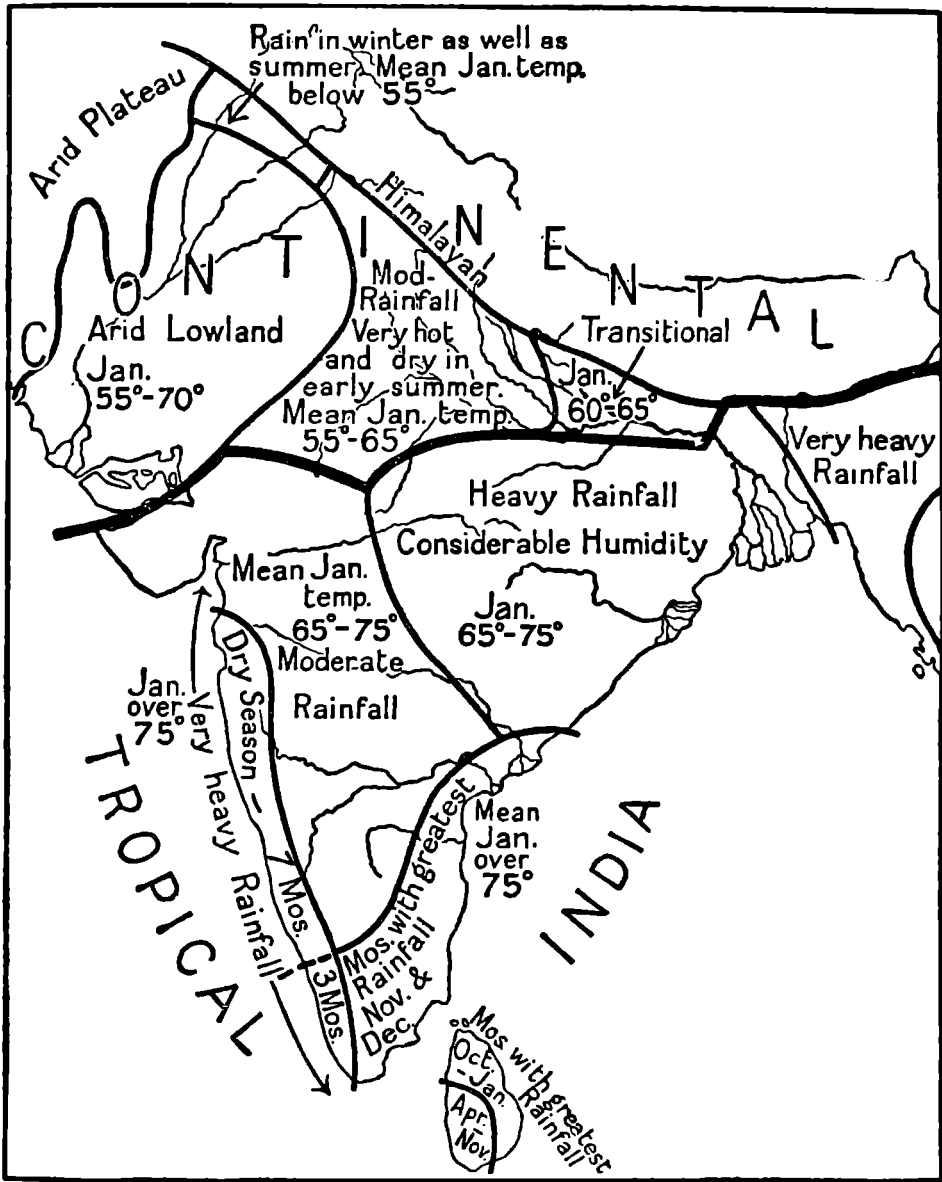 Rain in winter as well as
summer. Mean Jan. temp.
below 55°
Arid Plateau
Himalayan
CONTINENTAL
Arid Lowland
Jan.
55°-70°
Mod-
Rainfall
Very hot
and dry in
early summer.
Mean Jan. temp.
55°-65°
Transitional
Jan.
60°-65°
Very heavy
Rainfall
Heavy Rainfall
Considerable Humidity
Jan.
65°-75°
Mean Jan.
temp.
65°-75°
Moderate
Rainfall
Jan.
over
75°
Very heavy Rainfall
Dry Season - 7 Mos.
3 Mos.
TROPICAL
INDIA
Mean
Jan.
over
75°
Mos. with greatest
Rainfall
Nov. &
Dec.
Mos. with greatest
Rainfall
Oct.
-Jan.
Apr.
-
Nov.